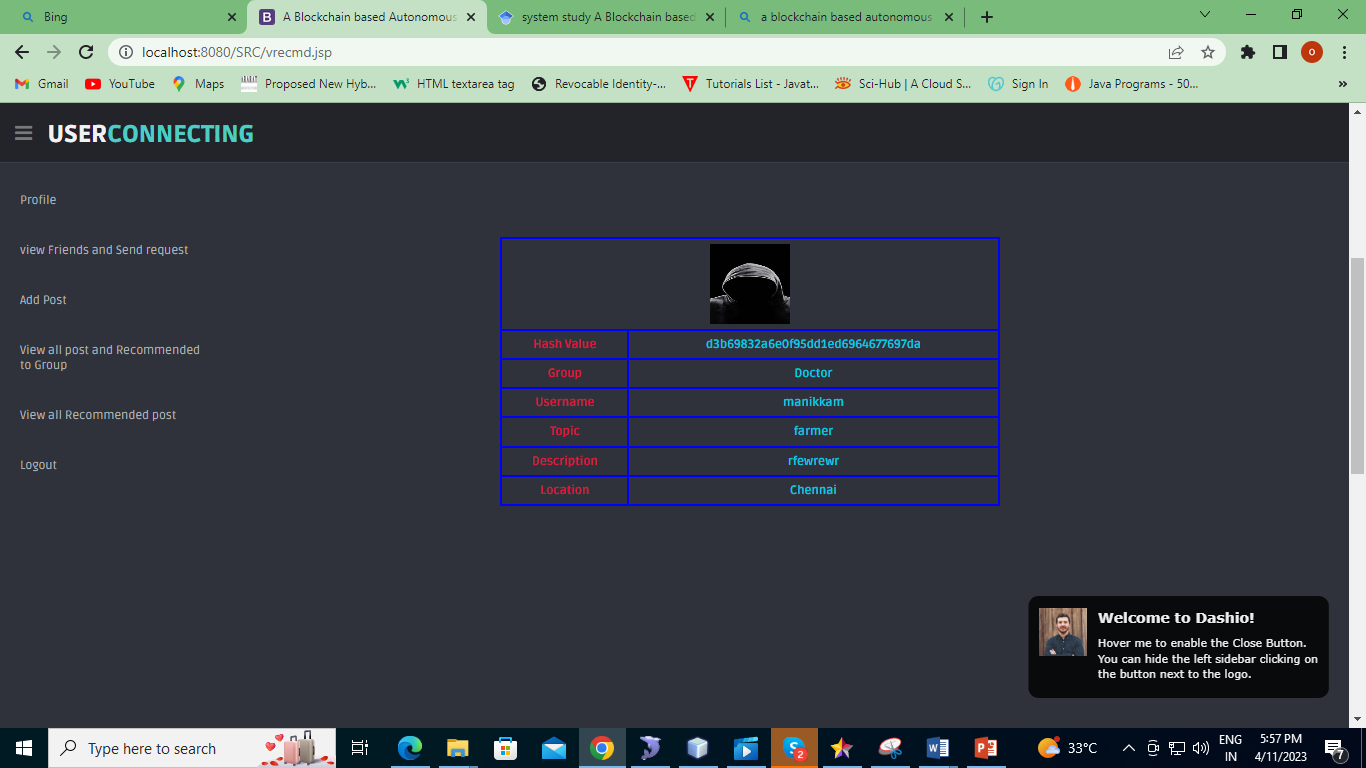 Bing
A Blockchain based Autonomous
system study A Blockchain based
a blockchain based autonomous
localhost:8080/SRC/vrecmd.jsp
O
Gmail
YouTube
Maps
Proposed New Hyb...
HTML textarea tag
Revocable Identity-...
Tutorials List - Javat...
Sci-Hub | A Cloud S...
Sign In
Java Programs - 50...
»
USERCONNECTING
Profile
view Friends and Send request
Add Post
View all post and Recommended
to Group
View all Recommended post
Logout
Hash Value d3b69832a6e0f95dd1ed6964677697da
Group Doctor
Username manikkam
Topic farmer
Description rfewrewr
Location Chennai
Welcome to Dashio!
Hover me to enable the Close Button.
You can hide the left sidebar clicking on
the button next to the logo.
Type here to search
33°C
ENG
IN
5:57 PM
4/11/2023
7
2